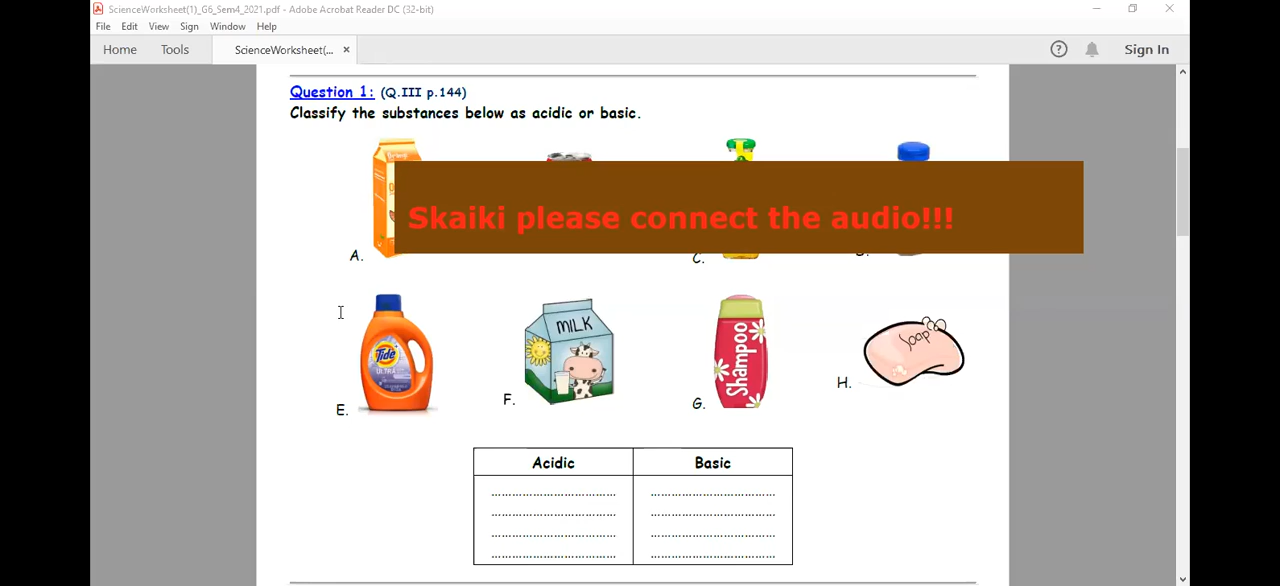 ScienceWorksheet(1)_G6_Sem4_2021.pdf - Adobe Acrobat Reader DC (32-bit)
File Edit View Sign Window Help
Home Tools ScienceWorksheet(... × Sign In
Question 1: (Q.III p.144)
Classify the substances below as acidic or basic.
Skaiki please connect the audio!!!
A.
C.
Tide
ULTRA
MILK
Shampoo
Soap
E.
F.
G.
H.
Acidic Basic